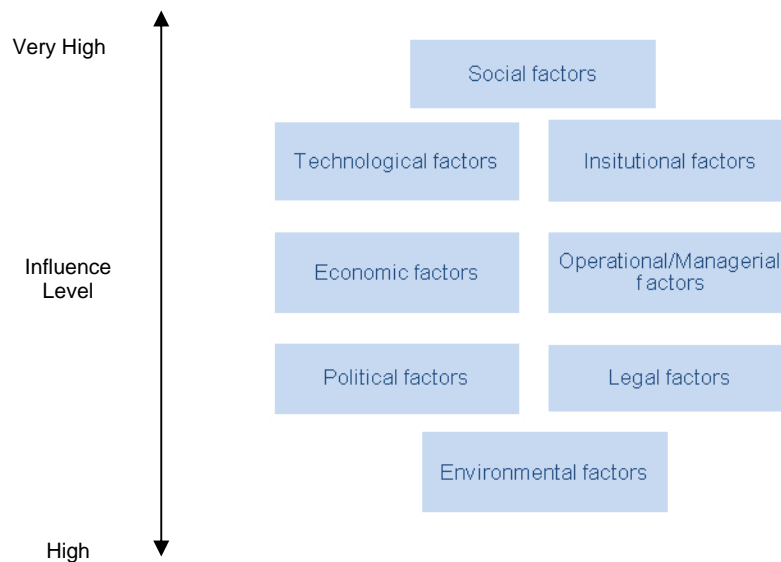 Very High
Social factors
Technological factors
Insitutional factors
Influence
Level
Economic factors
Operational/Managerial
factors
Political factors
Legal factors
Environmental factors
High